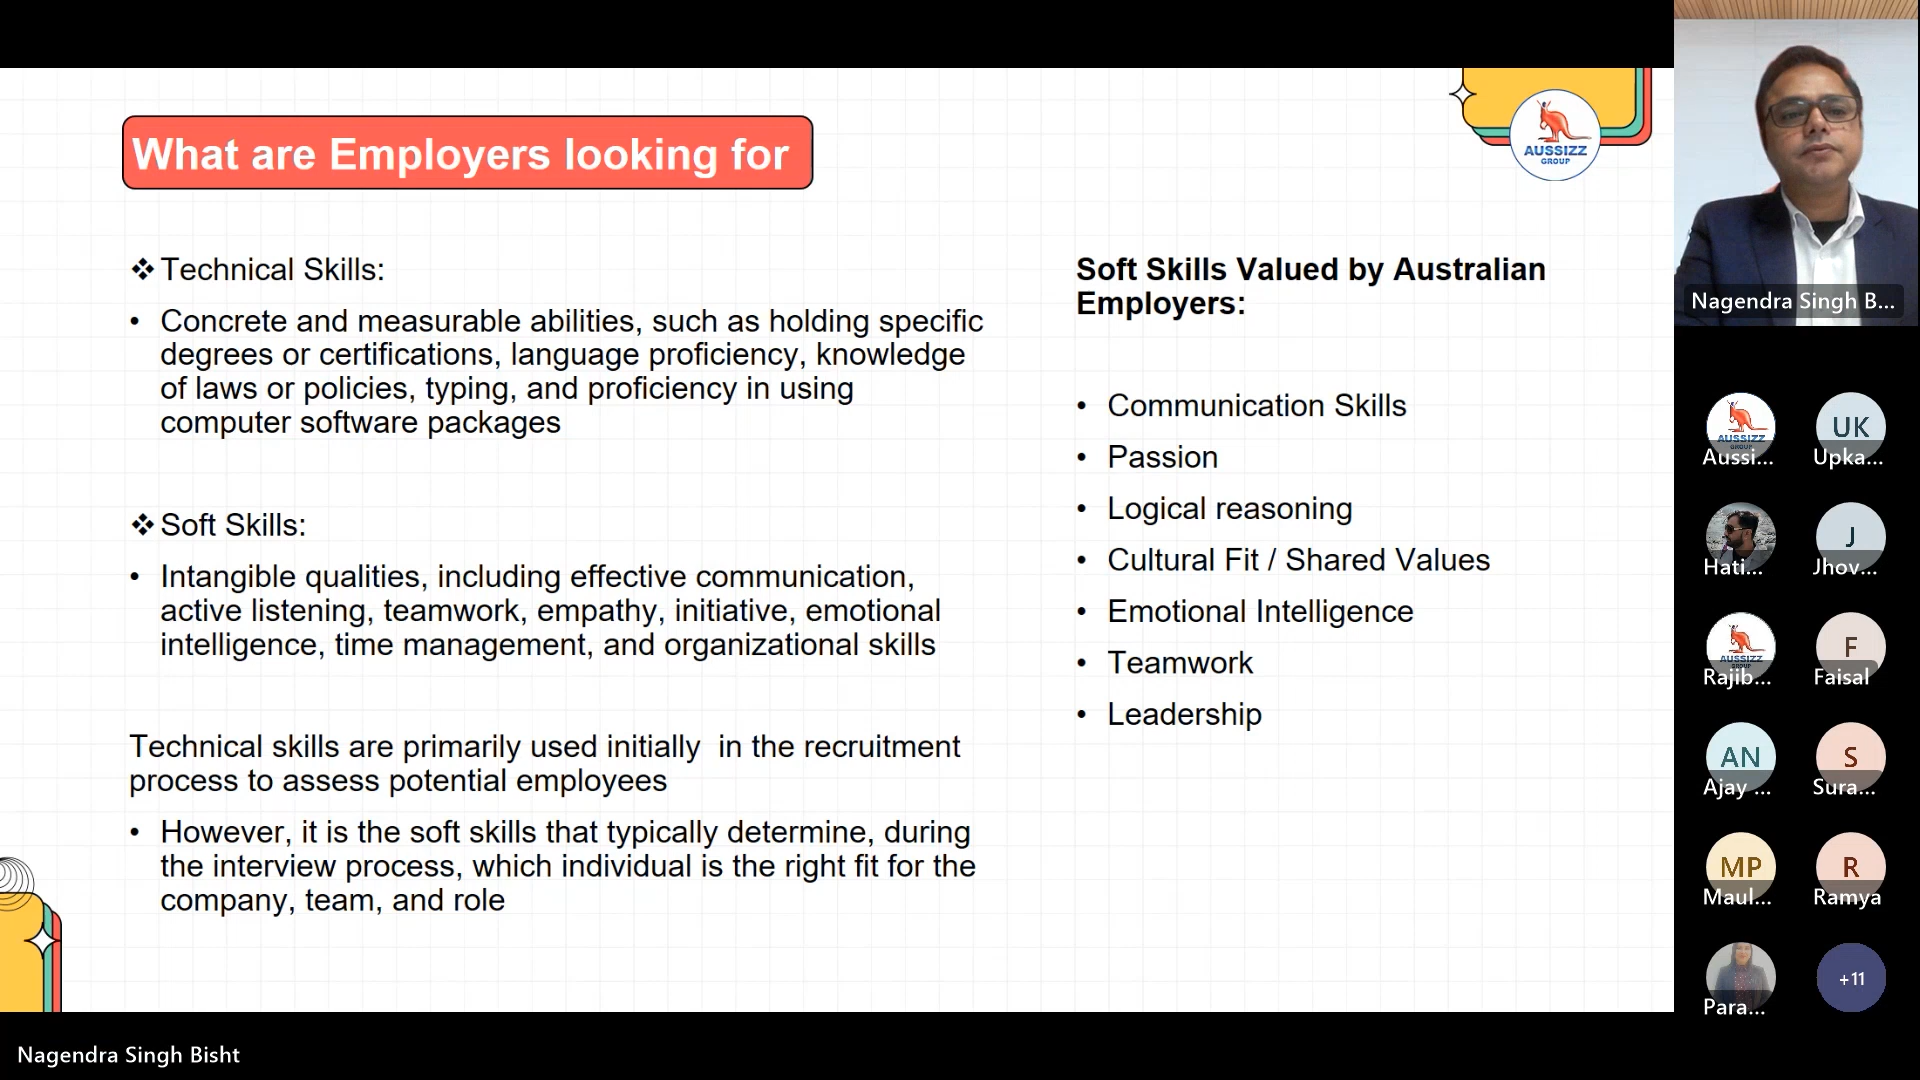 What are Employers looking for
AUSSIZZ
GROUP
❖ Technical Skills:
• Concrete and measurable abilities, such as holding specific
degrees or certifications, language proficiency, knowledge
of laws or policies, typing, and proficiency in using
computer software packages
❖ Soft Skills:
• Intangible qualities, including effective communication,
active listening, teamwork, empathy, initiative, emotional
intelligence, time management, and organizational skills
Technical skills are primarily used initially  in the recruitment
process to assess potential employees
• However, it is the soft skills that typically determine, during
the interview process, which individual is the right fit for the
company, team, and role
Soft Skills Valued by Australian
Employers:
• Communication Skills
• Passion
• Logical reasoning
• Cultural Fit / Shared Values
• Emotional Intelligence
• Teamwork
• Leadership
Nagendra Singh B...
AUSSIZZ
Aussi...
UK
Upka...
Hati...
J
Jhov...
AUSSIZZ
Rajib...
F
Faisal
AN
Ajay ...
S
Sura...
MP
Maul...
R
Ramya
Para...
+11
Nagendra Singh Bisht